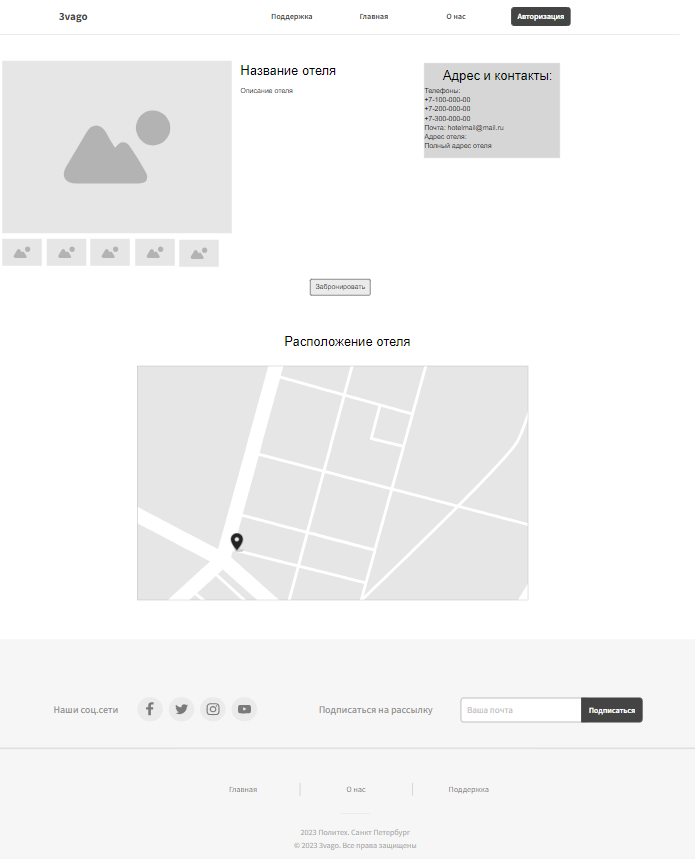 3vago
Поддержка
Главная
О нас
Авторизация
Название отеля
Описание отеля
Адрес и контакты:
Телефоны:
+7-100-000-00
+7-200-000-00
+7-300-000-00
Почта: hotelmail@mail.ru
Адрес отеля:
Полный адрес отеля
Забронировать
Расположение отеля
Наши соц.сети
Подписаться на рассылку
Ваша почта
Подписаться
Главная
О нас
Поддержка
2023 Политех. Санкт Петербург
© 2023 3vago. Все права защищены